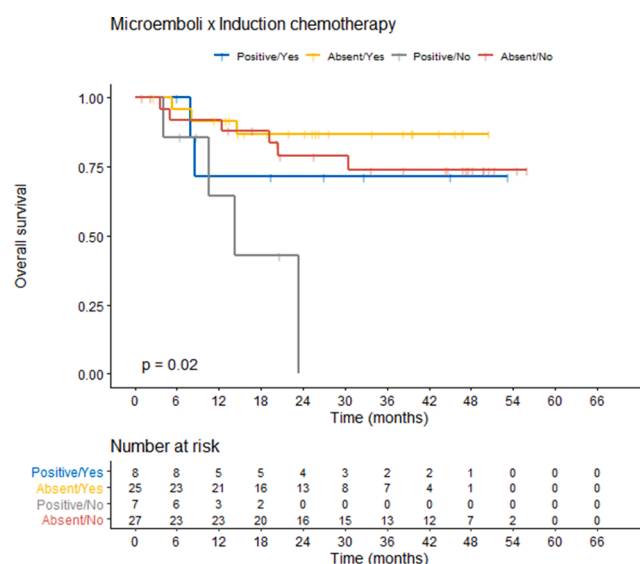 Microemboli x Induction chemotherapy
Positive/Yes Absent/Yes Positive/No Absent/No
Overall survival
1.00
0.75
0.50
0.25
0.00
p = 0.02
0 6 12 18 24 30 36 42 48 54 60 66
Time (months)
Number at risk
Positive/Yes 8 8 5 5 4 3 2 2 1 0 0 0
Absent/Yes 25 23 21 16 13 8 7 4 1 0 0 0
Positive/No 7 6 3 2 0 0 0 0 0 0 0 0
Absent/No 27 23 23 20 16 15 13 12 7 2 0 0
0 6 12 18 24 30 36 42 48 54 60 66
Time (months)